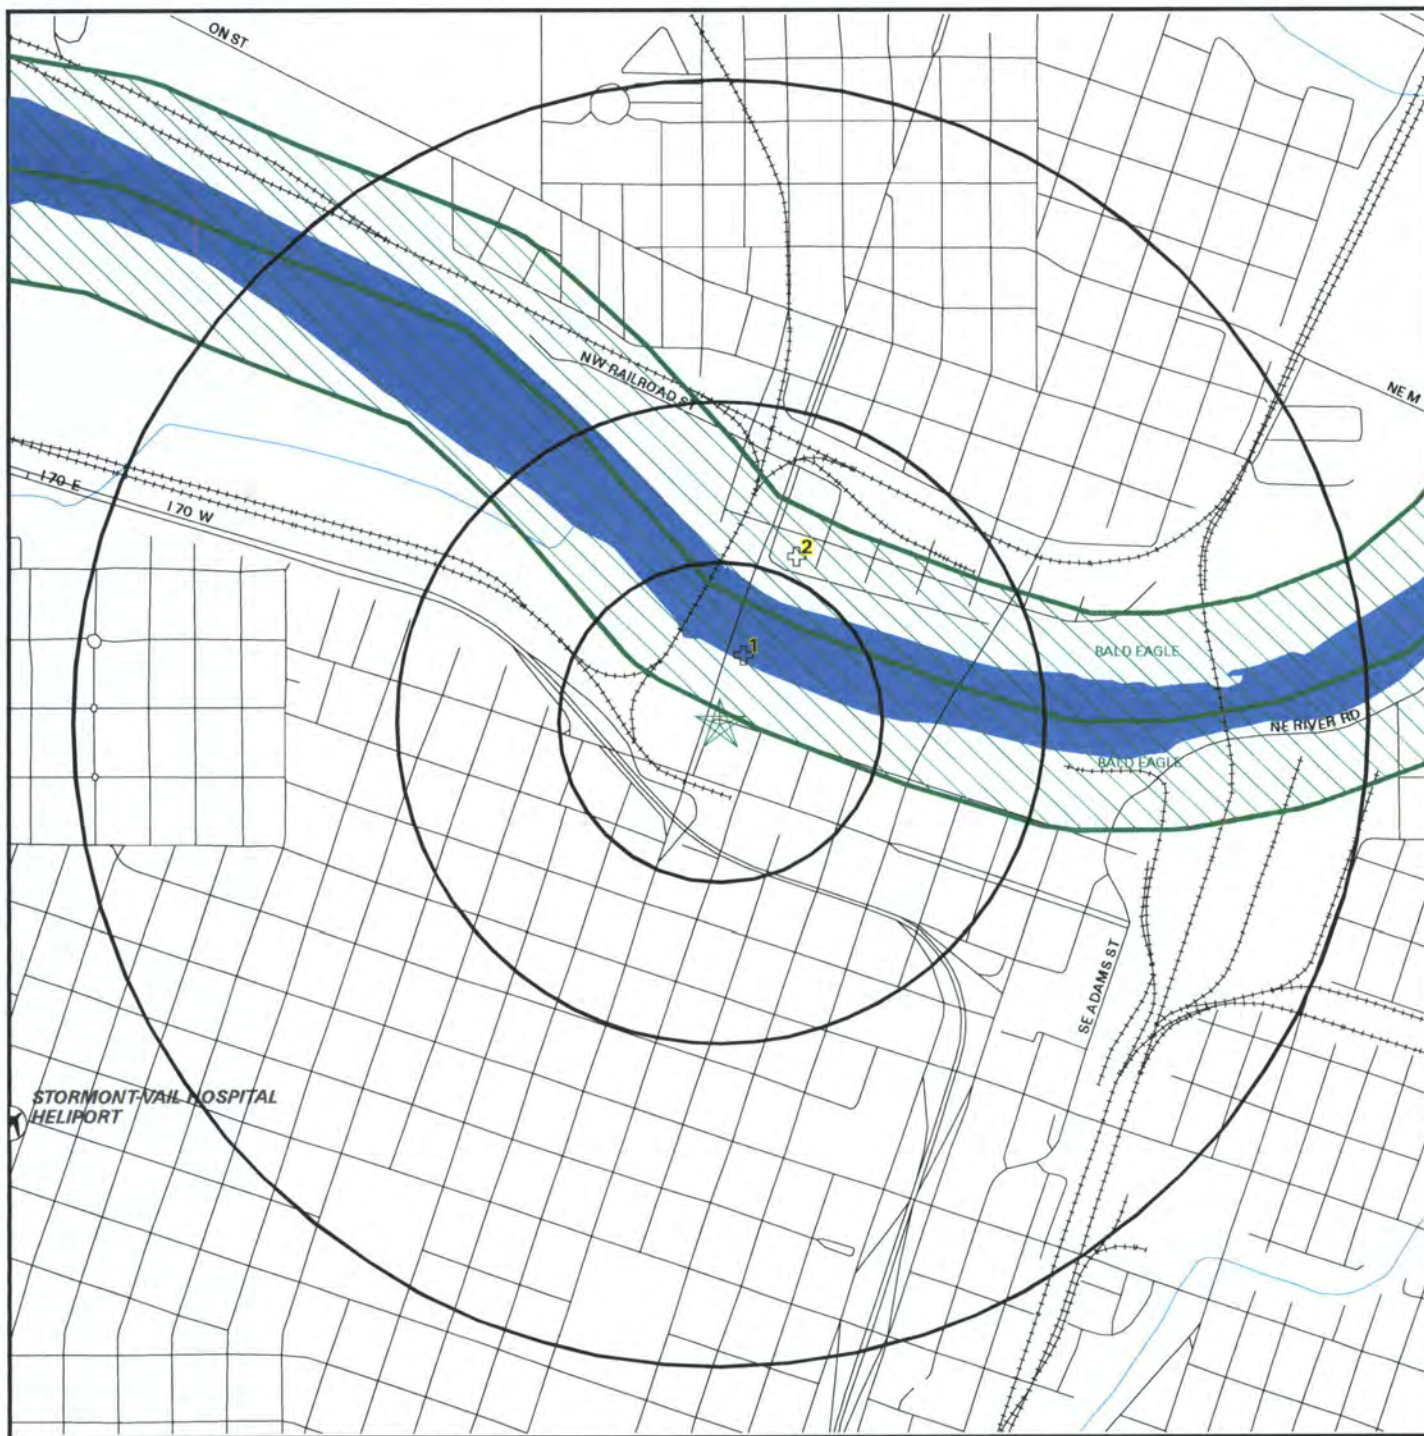 ON ST
NW RAILROAD ST
NE M
I 70 E
I 70 W
2
1
BALD EAGLE
NE RIVER RD
BALD EAGLE
SE ADAMS ST
STORMONT-VAIL HOSPITAL
HELIPORT